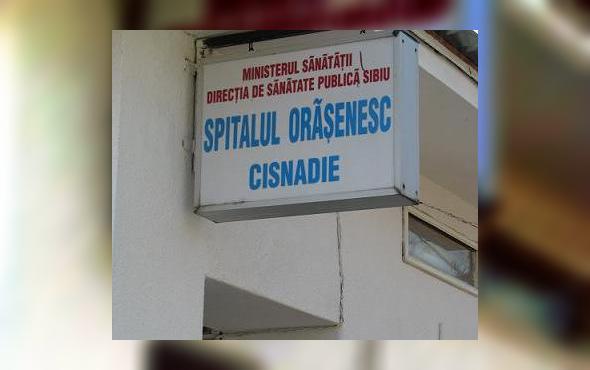 MINISTERUL SĂNĂTĂȚII
DIRECȚIA DE SĂNĂTATE PUBLICĂ SIBIU
SPITALUL ORĂȘENESC
CISNADIE